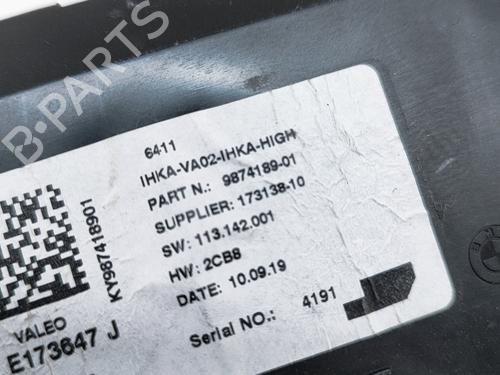 B-PARTS
6411
IHKA-VA02-IHKA-HIGH
PART N.: 9874189-01
SUPPLIER: 173138-10
SW: 113.142.001
HW: 2CB8
DATE: 10.09.19
Serial NO.: 4191
KY987418901
VALEO
E173647 J
BMW